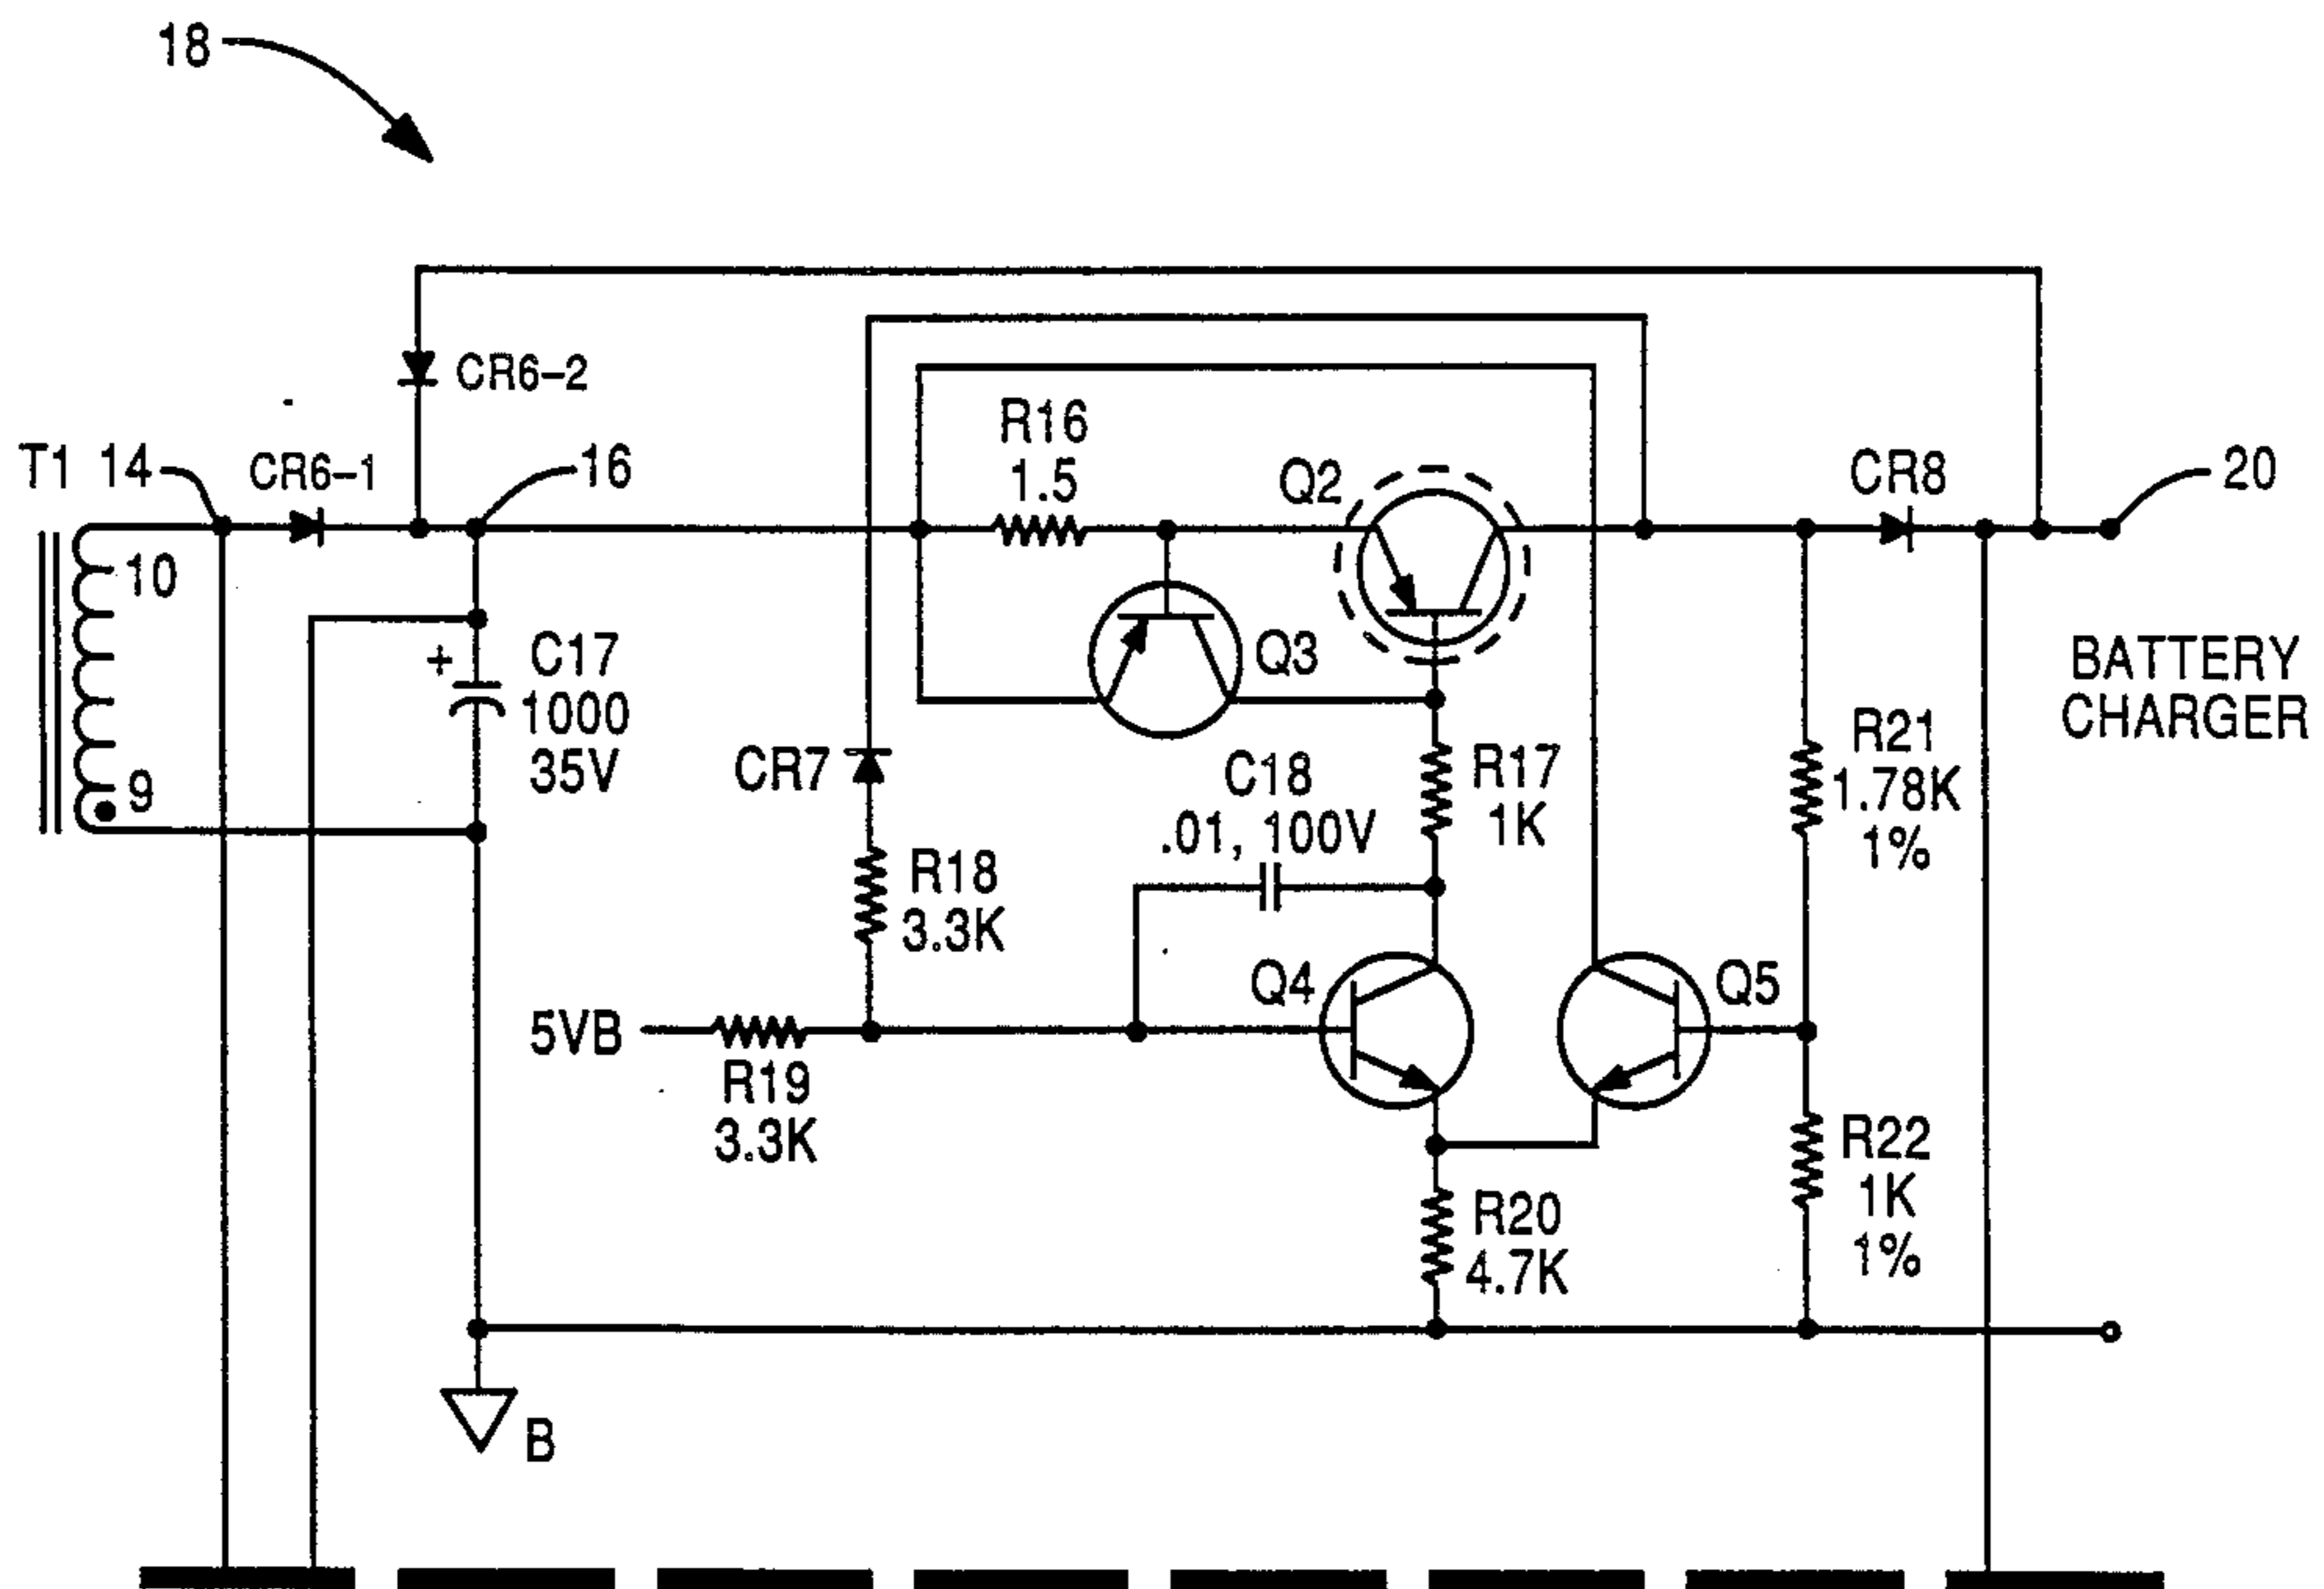 18
CR6-2
T1 14
CR6-1
16
R16
1.5
Q2
CR8
20
10
9
+
C17
1000
35V
Q3
BATTERY
CHARGER
CR7
C18
.01, 100V
R17
1K
R21
1.78K
1%
R18
3.3K
Q4
Q5
5VB
R19
3.3K
R20
4.7K
R22
1K
1%
B